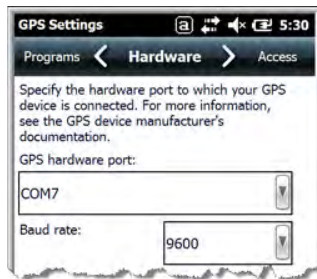 GPS Settings 5:30
Programs Hardware Access
Specify the hardware port to which your GPS
device is connected. For more information,
see the GPS device manufacturer's
documentation.
GPS hardware port:
COM7
Baud rate:
9600